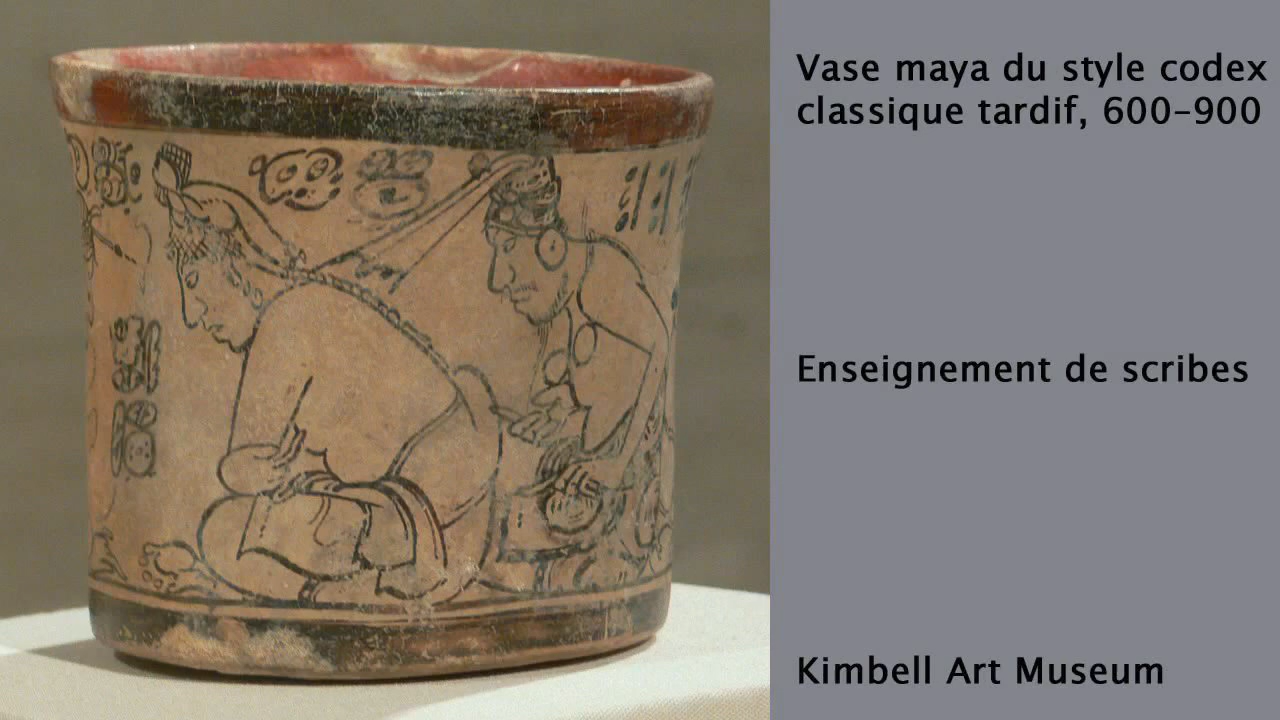 Vase maya du style codex
classique tardif, 600–900
Enseignement de scribes
Kimbell Art Museum